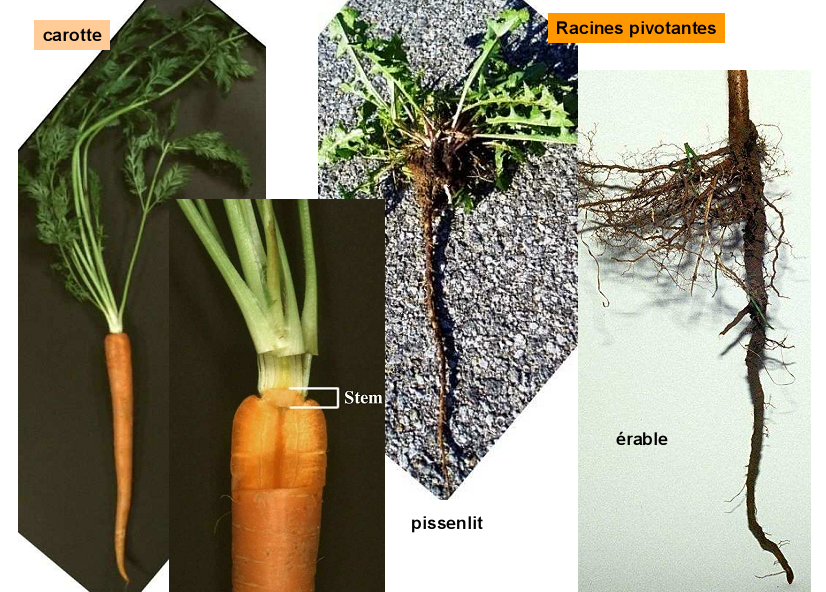 carotte
Racines pivotantes
Stem
érable
pissenlit